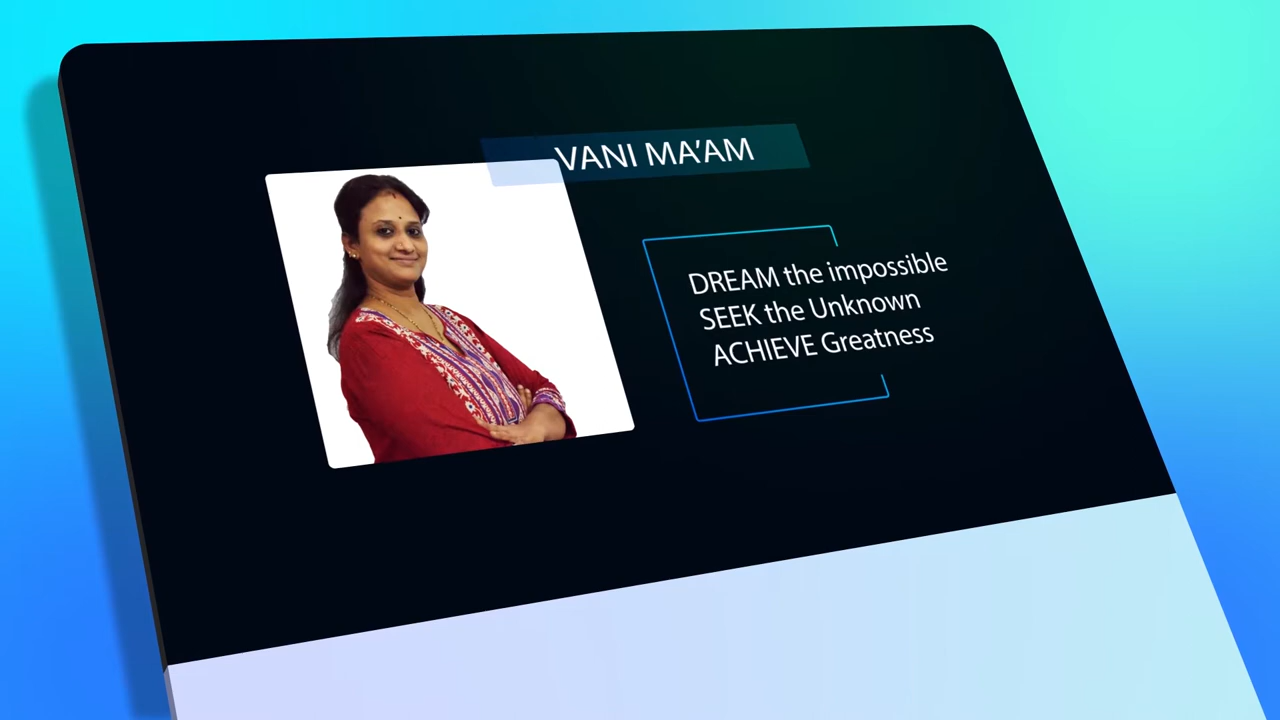 VANI MA’AM
DREAM the impossible
SEEK the Unknown
ACHIEVE Greatness